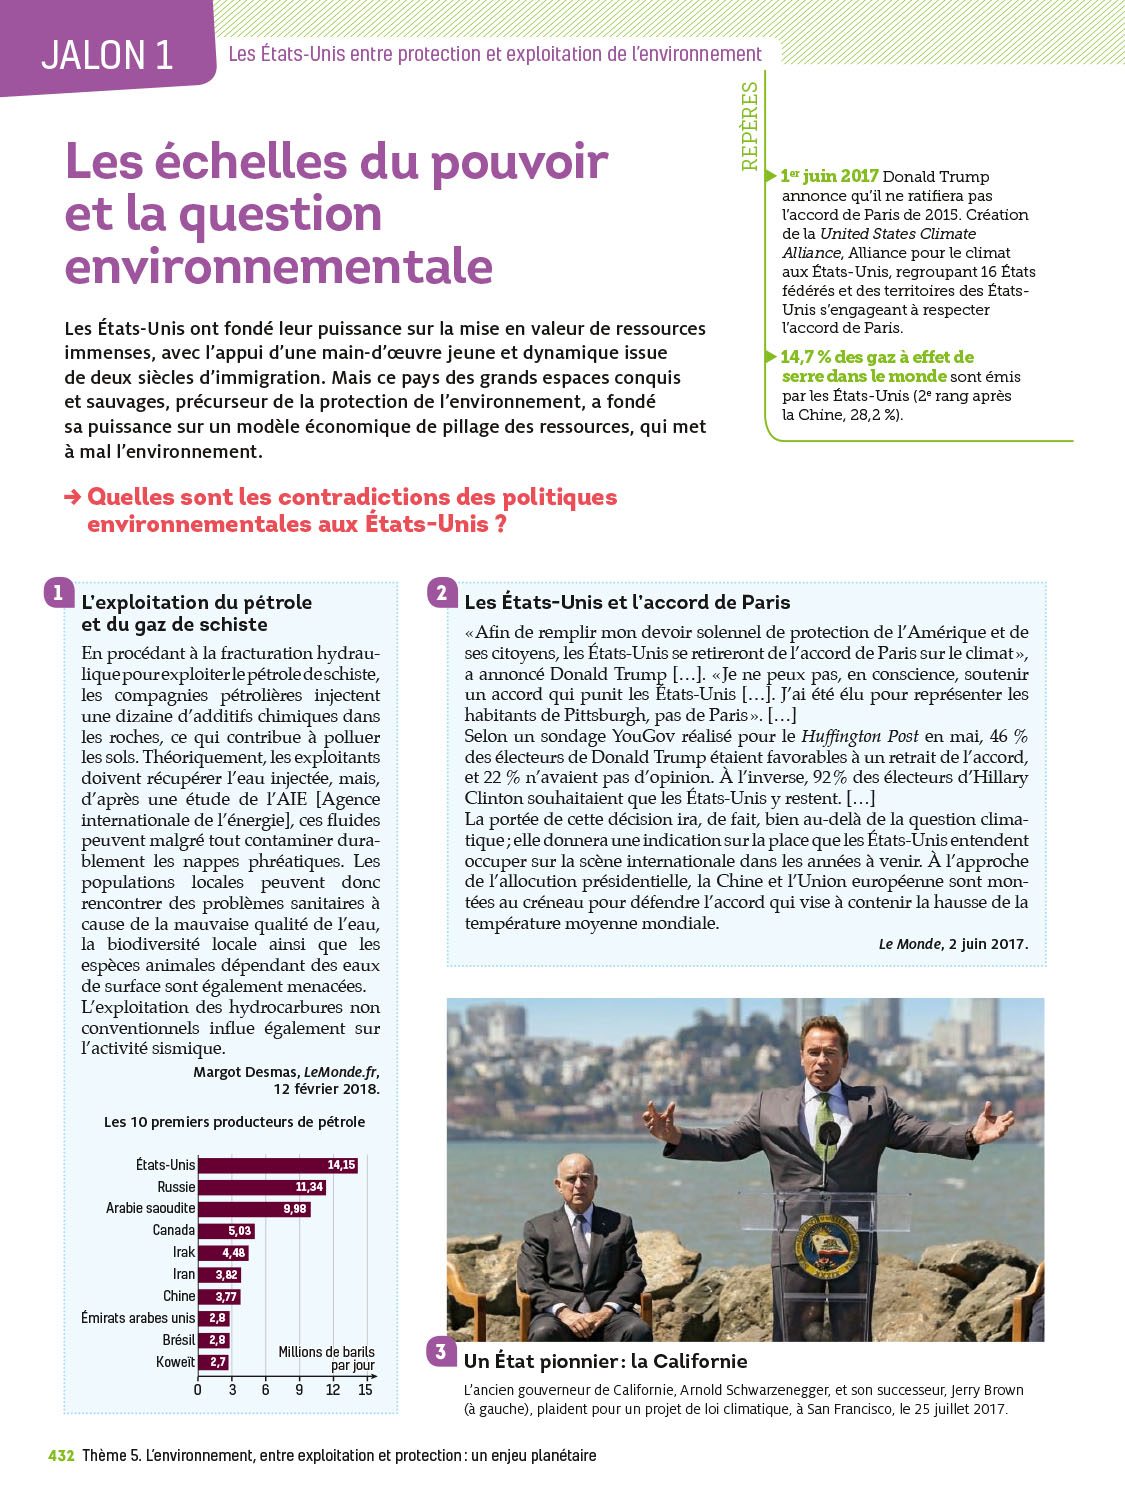 JALON 1
Les États-Unis entre protection et exploitation de l'environnement
Les échelles du pouvoir
et la question
environnementale
Les États-Unis ont fondé leur puissance sur la mise en valeur de ressources
immenses, avec l'appui d'une main-d'œuvre jeune et dynamique issue
de deux siècles d'immigration. Mais ce pays des grands espaces conquis
et sauvages, précurseur de la protection de l'environnement, a fondé
sa puissance sur un modèle économique de pillage des ressources, qui met
à mal l'environnement.
→ Quelles sont les contradictions des politiques
environnementales aux États-Unis ?
REPÈRES
1er juin 2017 Donald Trump
annonce qu'il ne ratifiera pas
l'accord de Paris de 2015. Création
de la United States Climate
Alliance, Alliance pour le climat
aux États-Unis, regroupant 16 États
fédérés et des territoires des États-
Unis s'engageant à respecter
l'accord de Paris.
14,7 % des gaz à effet de
serre dans le monde sont émis
par les États-Unis (2e rang après
la Chine, 28,2 %).
1
L'exploitation du pétrole
et du gaz de schiste
En procédant à la fracturation hydrau-
lique pour exploiter le pétrole de schiste,
les compagnies pétrolières injectent
une dizaine d'additifs chimiques dans
les roches, ce qui contribue à polluer
les sols. Théoriquement, les exploitants
doivent récupérer l'eau injectée, mais,
d'après une étude de l'AIE [Agence
internationale de l'énergie], ces fluides
peuvent malgré tout contaminer dura-
blement les nappes phréatiques. Les
populations locales peuvent donc
rencontrer des problèmes sanitaires à
cause de la mauvaise qualité de l'eau,
la biodiversité locale ainsi que les
espèces animales dépendant des eaux
de surface sont également menacées.
L'exploitation des hydrocarbures non
conventionnels influe également sur
l'activité sismique.
Margot Desmas, LeMonde.fr,
12 février 2018.
Les 10 premiers producteurs de pétrole
États-Unis 14,15
Russie 11,34
Arabie saoudite 9,98
Canada 5,03
Irak 4,48
Iran 3,82
Chine 3,77
Émirats arabes unis 2,8
Brésil 2,8
Koweït 2,7
Millions de barils
par jour
0 3 6 9 12 15
2
Les États-Unis et l'accord de Paris
« Afin de remplir mon devoir solennel de protection de l'Amérique et de
ses citoyens, les États-Unis se retireront de l'accord de Paris sur le climat »,
a annoncé Donald Trump […]. « Je ne peux pas, en conscience, soutenir
un accord qui punit les États-Unis […]. J'ai été élu pour représenter les
habitants de Pittsburgh, pas de Paris ». […]
Selon un sondage YouGov réalisé pour le Huffington Post en mai, 46 %
des électeurs de Donald Trump étaient favorables à un retrait de l'accord,
et 22 % n'avaient pas d'opinion. À l'inverse, 92 % des électeurs d'Hillary
Clinton souhaitaient que les États-Unis y restent. […]
La portée de cette décision ira, de fait, bien au-delà de la question clima-
tique ; elle donnera une indication sur la place que les États-Unis entendent
occuper sur la scène internationale dans les années à venir. À l'approche
de l'allocution présidentielle, la Chine et l'Union européenne sont mon-
tées au créneau pour défendre l'accord qui vise à contenir la hausse de la
température moyenne mondiale.
Le Monde, 2 juin 2017.
3
Un État pionnier : la Californie
L'ancien gouverneur de Californie, Arnold Schwarzenegger, et son successeur, Jerry Brown
(à gauche), plaident pour un projet de loi climatique, à San Francisco, le 25 juillet 2017.
432 Thème 5. L'environnement, entre exploitation et protection : un enjeu planétaire